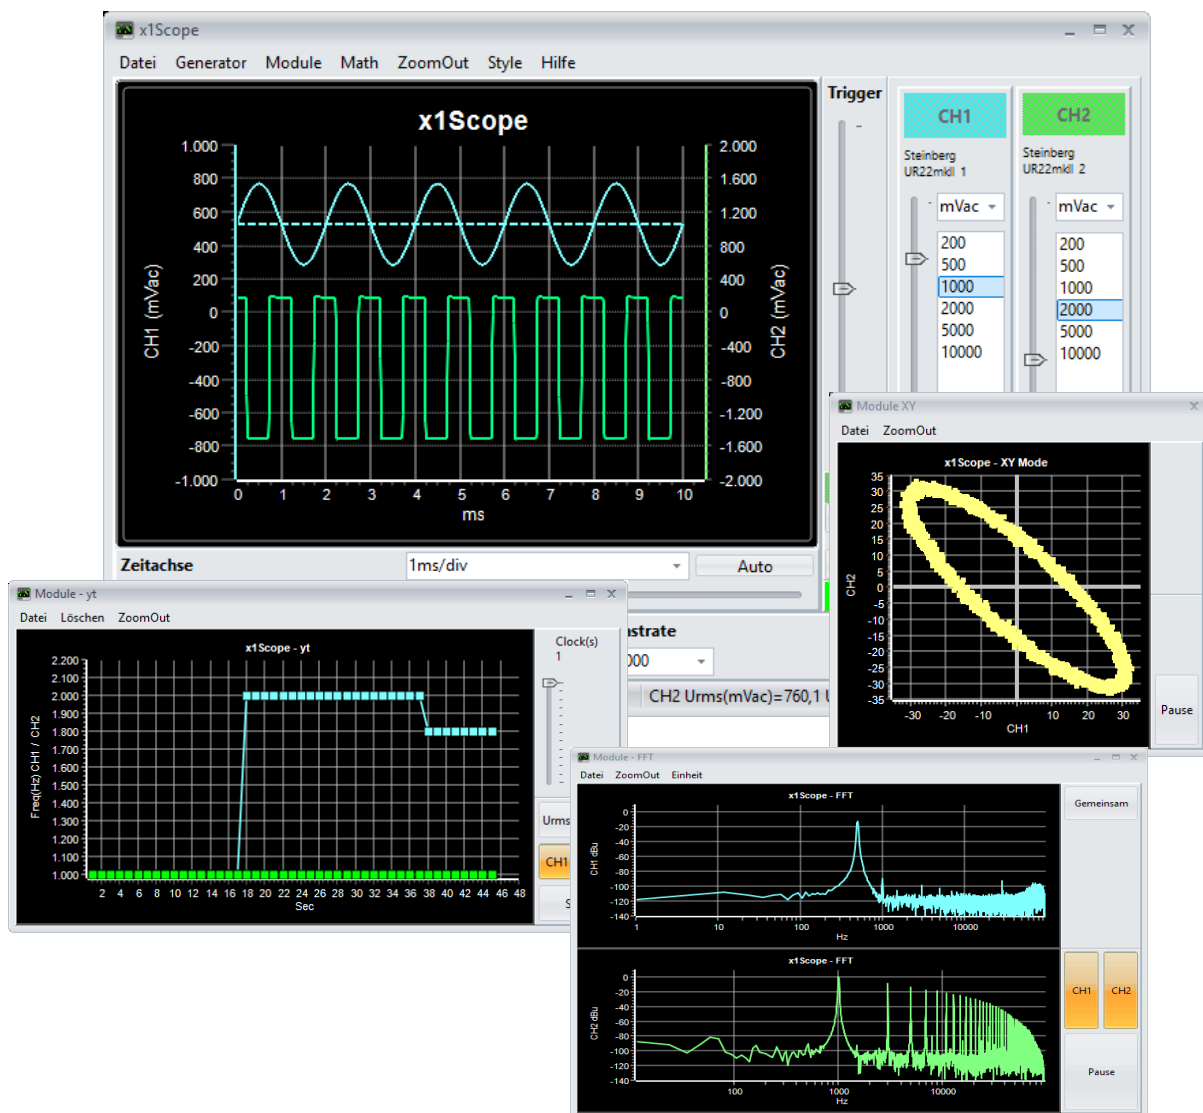 x1Scope
Datei Generator Module Math ZoomOut Style Hilfe
x1Scope
1.000
800
600
400
200
0
-200
-400
-600
-800
-1.000
CH1 (mVac)
2.000
1.600
1.200
800
400
0
-400
-800
-1.200
-1.600
-2.000
CH2 (mVac)
0 1 2 3 4 5 6 7 8 9 10
ms
Trigger
CH1
Steinberg
UR22mkII 1
mVac
200
500
1000
2000
5000
10000
CH2
Steinberg
UR22mkII 2
mVac
200
500
1000
2000
5000
10000
Zeitachse 1ms/div Auto
CH2 Urms(mVac)=760,1
Module XY
Datei ZoomOut
x1Scope - XY Mode
35
30
25
20
15
10
5
0
-5
-10
-15
-20
-25
-30
-35
CH2
-30 -20 -10 0 10 20 30
CH1
Pause
Module - yt
Datei Löschen ZoomOut
x1Scope - yt
2.200
2.100
2.000
1.900
1.800
1.700
1.600
1.500
1.400
1.300
1.200
1.100
1.000
Freq(Hz) CH1 / CH2
2 4 6 8 10 12 14 16 18 20 22 24 26 28 30 32 34 36 38 40 42 44 46 48
Sec
Clock(s)
1
Urms
CH1
Module - FFT
Datei ZoomOut Einheit
x1Scope - FFT
0
-20
-40
-60
-80
-100
-120
-140
CH1 dBu
1 10 100 1000 10000
Hz
Gemeinsam
x1Scope - FFT
0
-20
-40
-60
-80
-100
-120
-140
CH2 dBu
100 1000 10000
Hz
CH1 CH2
Pause